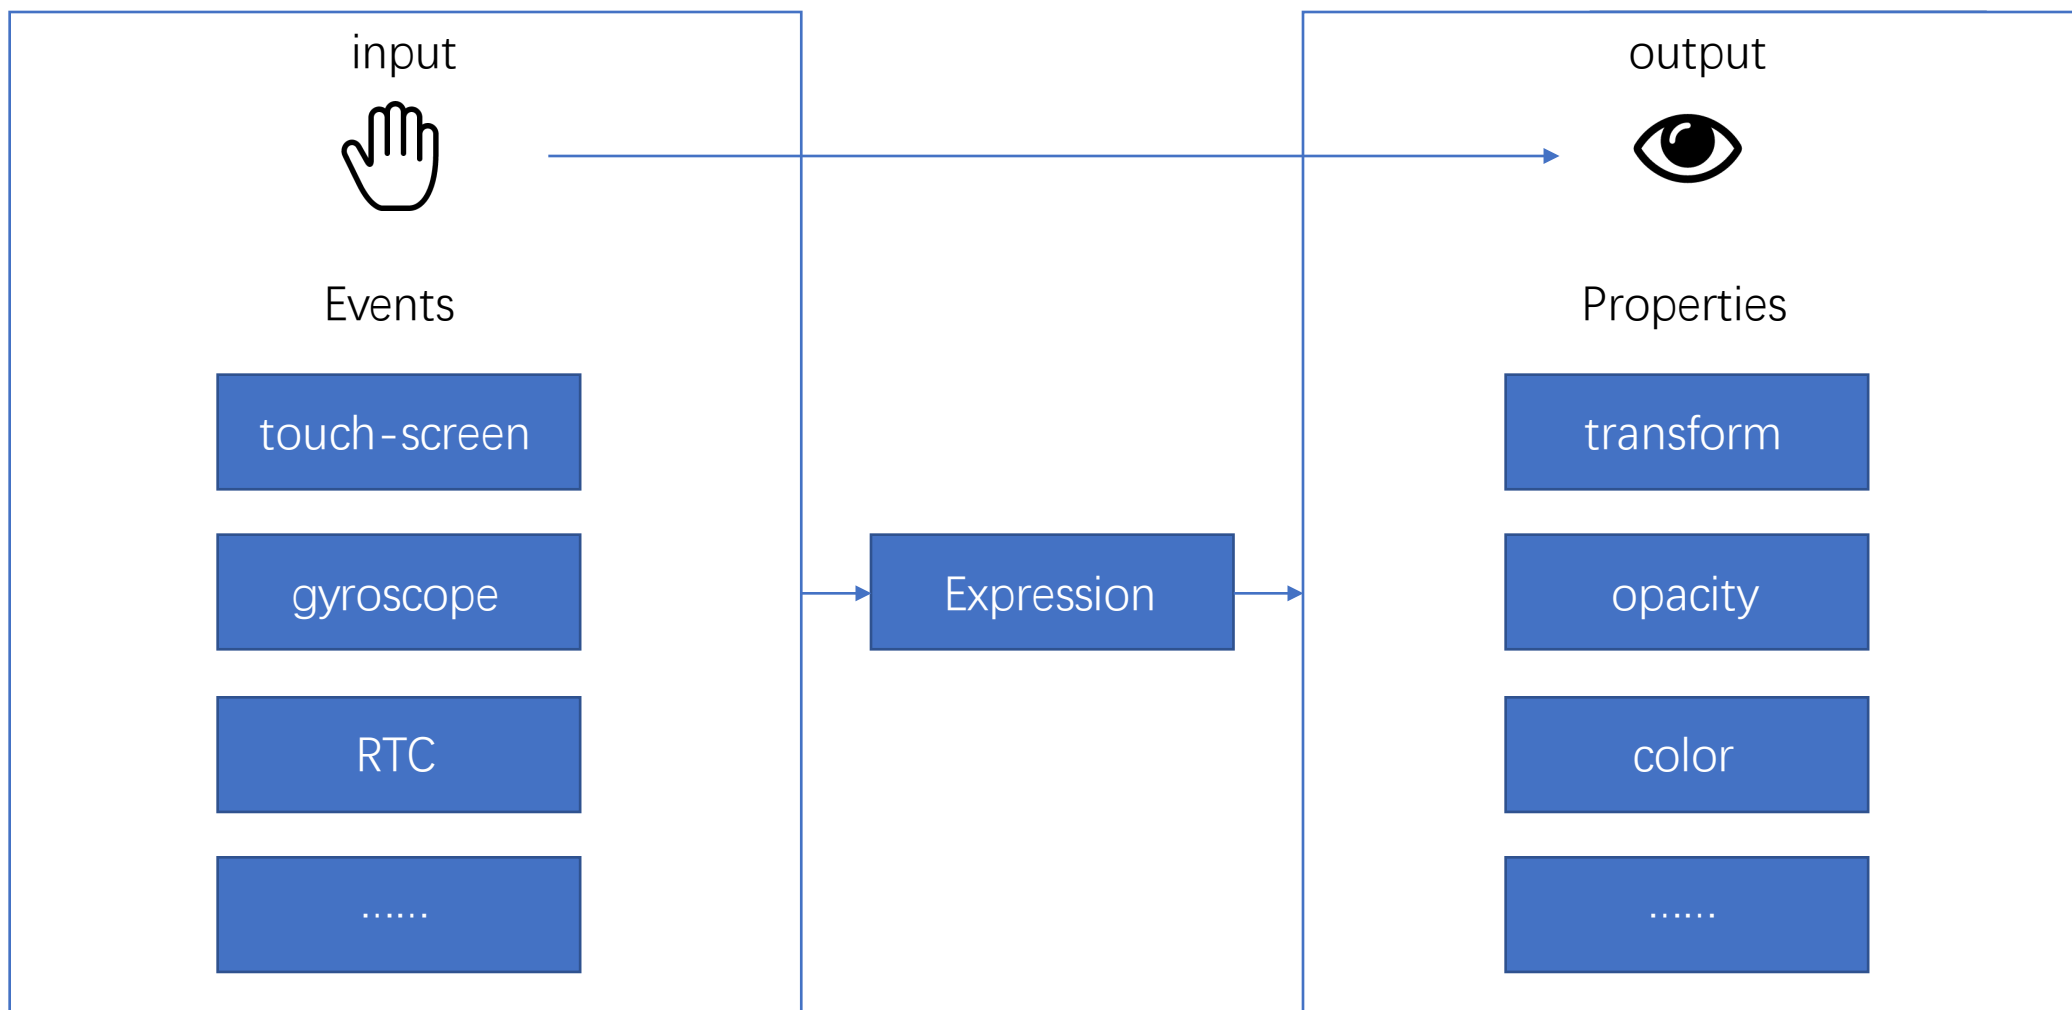 input
output
Events
Properties
touch-screen
transform
gyroscope
Expression
opacity
RTC
color
......
......